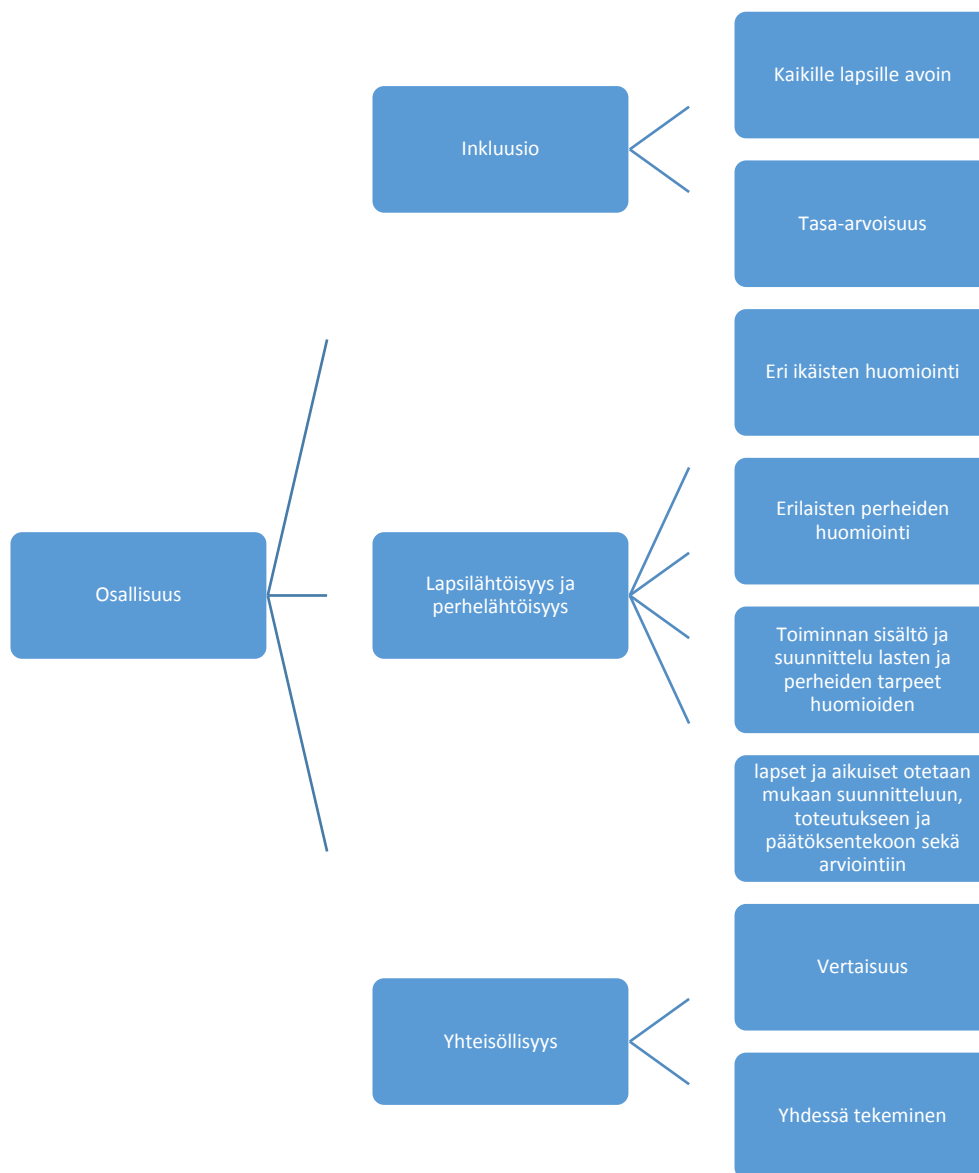 Osallisuus
Inkluusio
Kaikille lapsille avoin
Tasa-arvoisuus
Lapsilähtöisyys ja
perhelähtöisyys
Eri ikäisten huomiointi
Erilaisten perheiden
huomiointi
Toiminnan sisältö ja
suunnittelu lasten ja
perheiden tarpeet
huomioiden
lapset ja aikuiset otetaan
mukaan suunnitteluun,
toteutukseen ja
päätöksentekoon sekä
arviointiin
Yhteisöllisyys
Vertaisuus
Yhdessä tekeminen